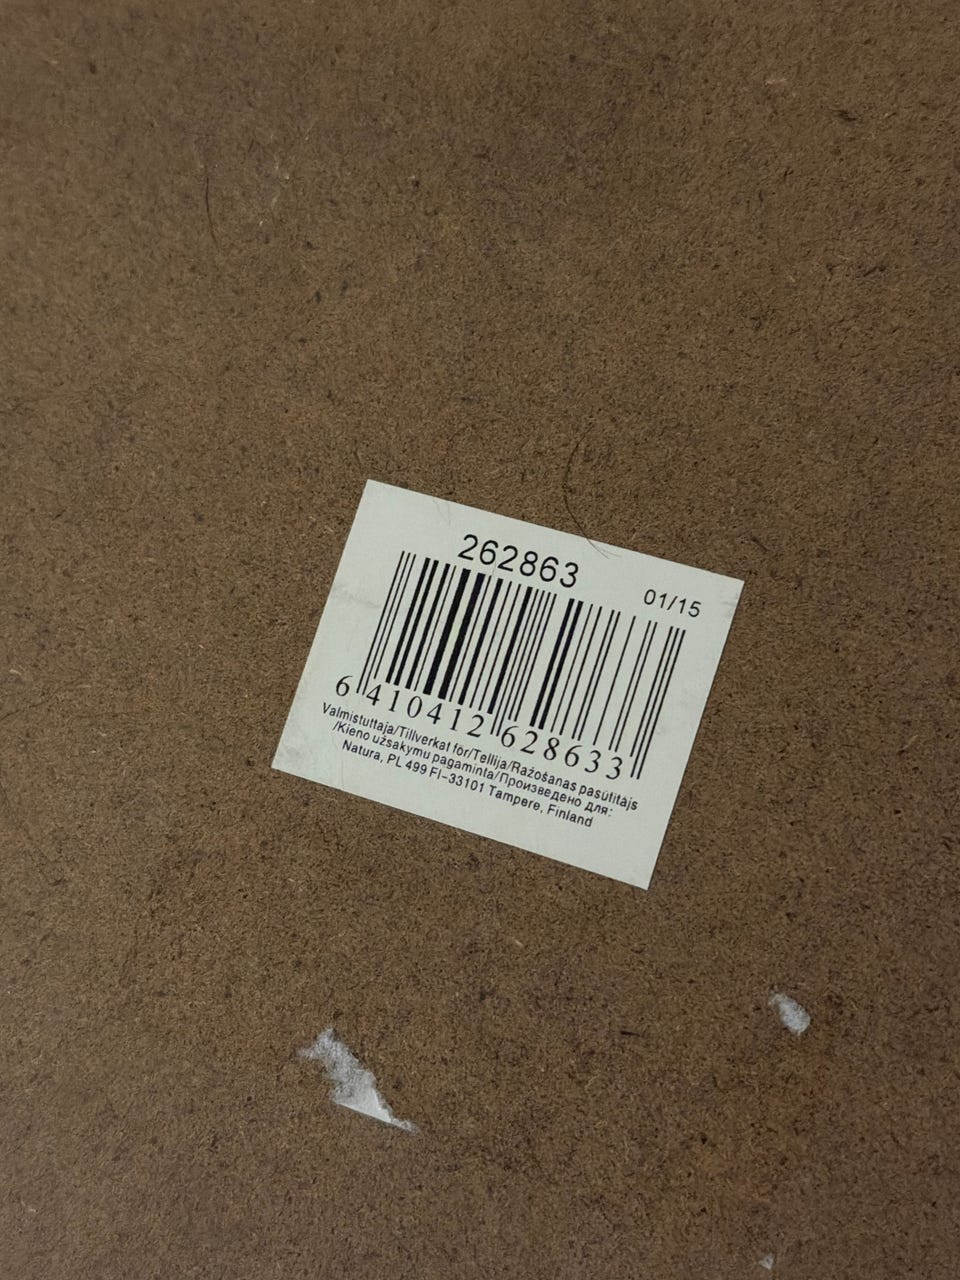 262863
01/15
6 410412 628633
Valmistuttaja/Tillverkat för/Tellija/Ražošanas pasūtītājs
/Kieno užsakymu pagaminta/Произведено для:
Natura, PL 499 FI-33101 Tampere, Finland